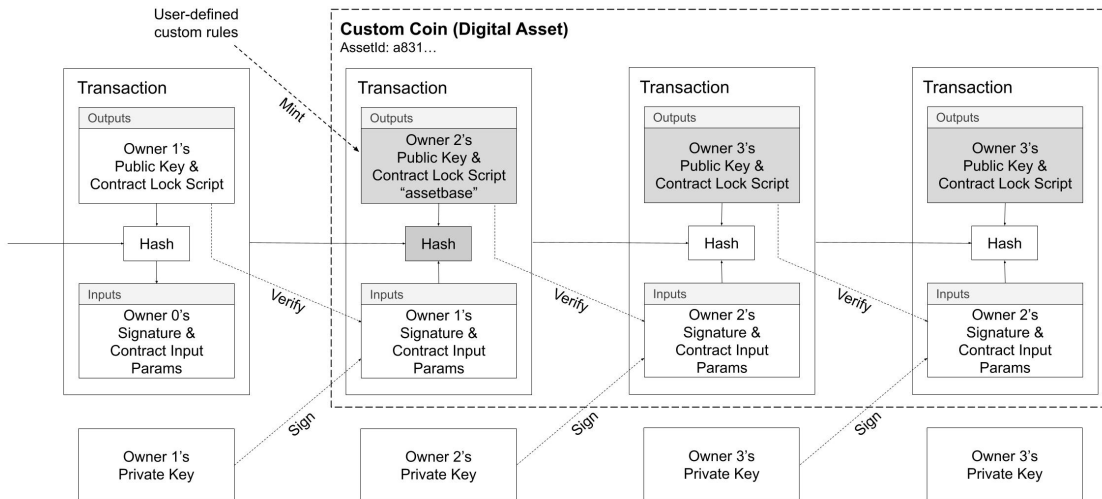 User-defined
custom rules
Mint
Custom Coin (Digital Asset)
AssetId: a831…
Transaction
Outputs
Owner 1’s
Public Key &
Contract Lock Script
Hash
Inputs
Owner 0’s
Signature &
Contract Input
Params
Verify
Sign
Owner 1’s
Private Key
Transaction
Outputs
Owner 2’s
Public Key &
Contract Lock Script
“assetbase”
Hash
Inputs
Owner 1’s
Signature &
Contract Input
Params
Verify
Sign
Owner 2’s
Private Key
Transaction
Outputs
Owner 3’s
Public Key &
Contract Lock Script
Hash
Inputs
Owner 2’s
Signature &
Contract Input
Params
Verify
Sign
Owner 3’s
Private Key
Transaction
Outputs
Owner 3’s
Public Key &
Contract Lock Script
Hash
Inputs
Owner 2’s
Signature &
Contract Input
Params
Owner 3’s
Private Key